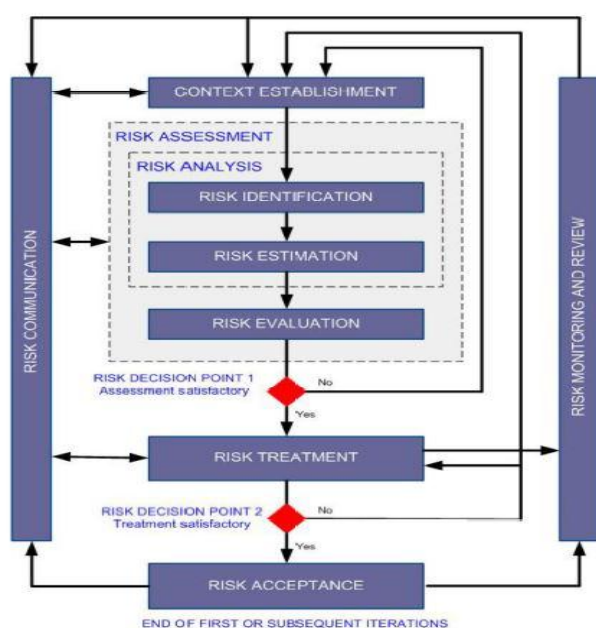 CONTEXT ESTABLISHMENT
RISK ASSESSMENT
RISK ANALYSIS
RISK IDENTIFICATION
RISK ESTIMATION
RISK EVALUATION
RISK COMMUNICATION
RISK MONITORING AND REVIEW
RISK DECISION POINT 1
Assessment satisfactory
No
Yes
RISK TREATMENT
RISK DECISION POINT 2
Treatment satisfactory
No
Yes
RISK ACCEPTANCE
END OF FIRST OR SUBSEQUENT ITERATIONS